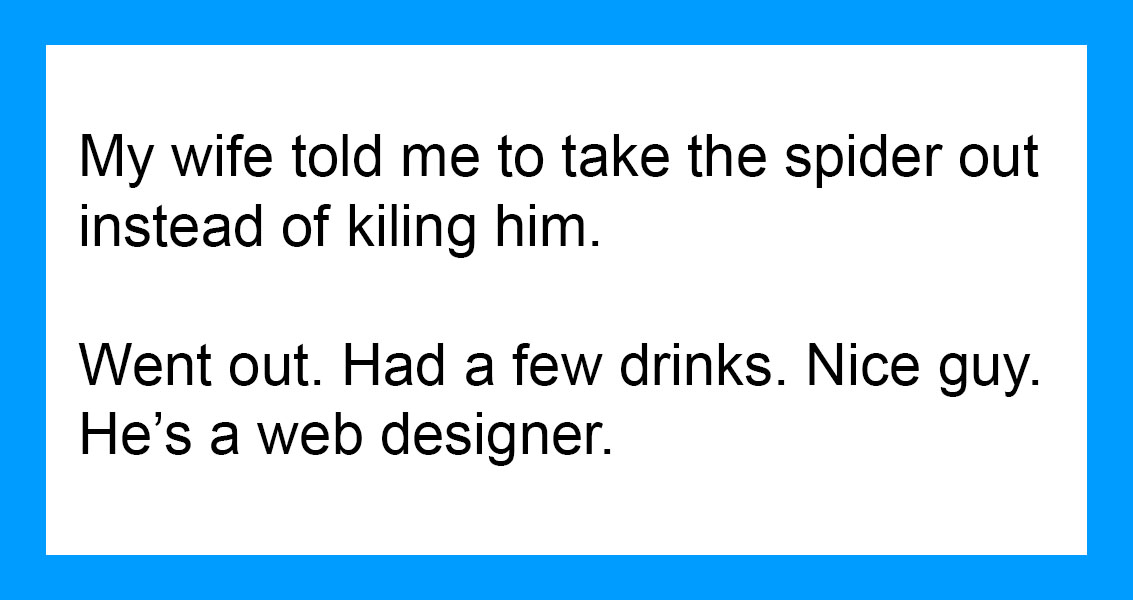 My wife told me to take the spider out
instead of kiling him.
Went out. Had a few drinks. Nice guy.
He’s a web designer.